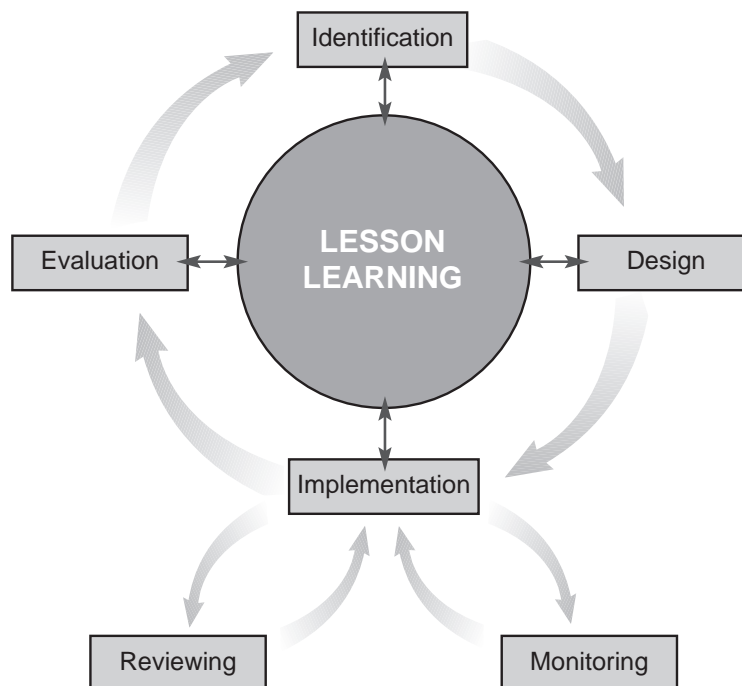 Identification
Evaluation
LESSON
LEARNING
Design
Implementation
Reviewing
Monitoring